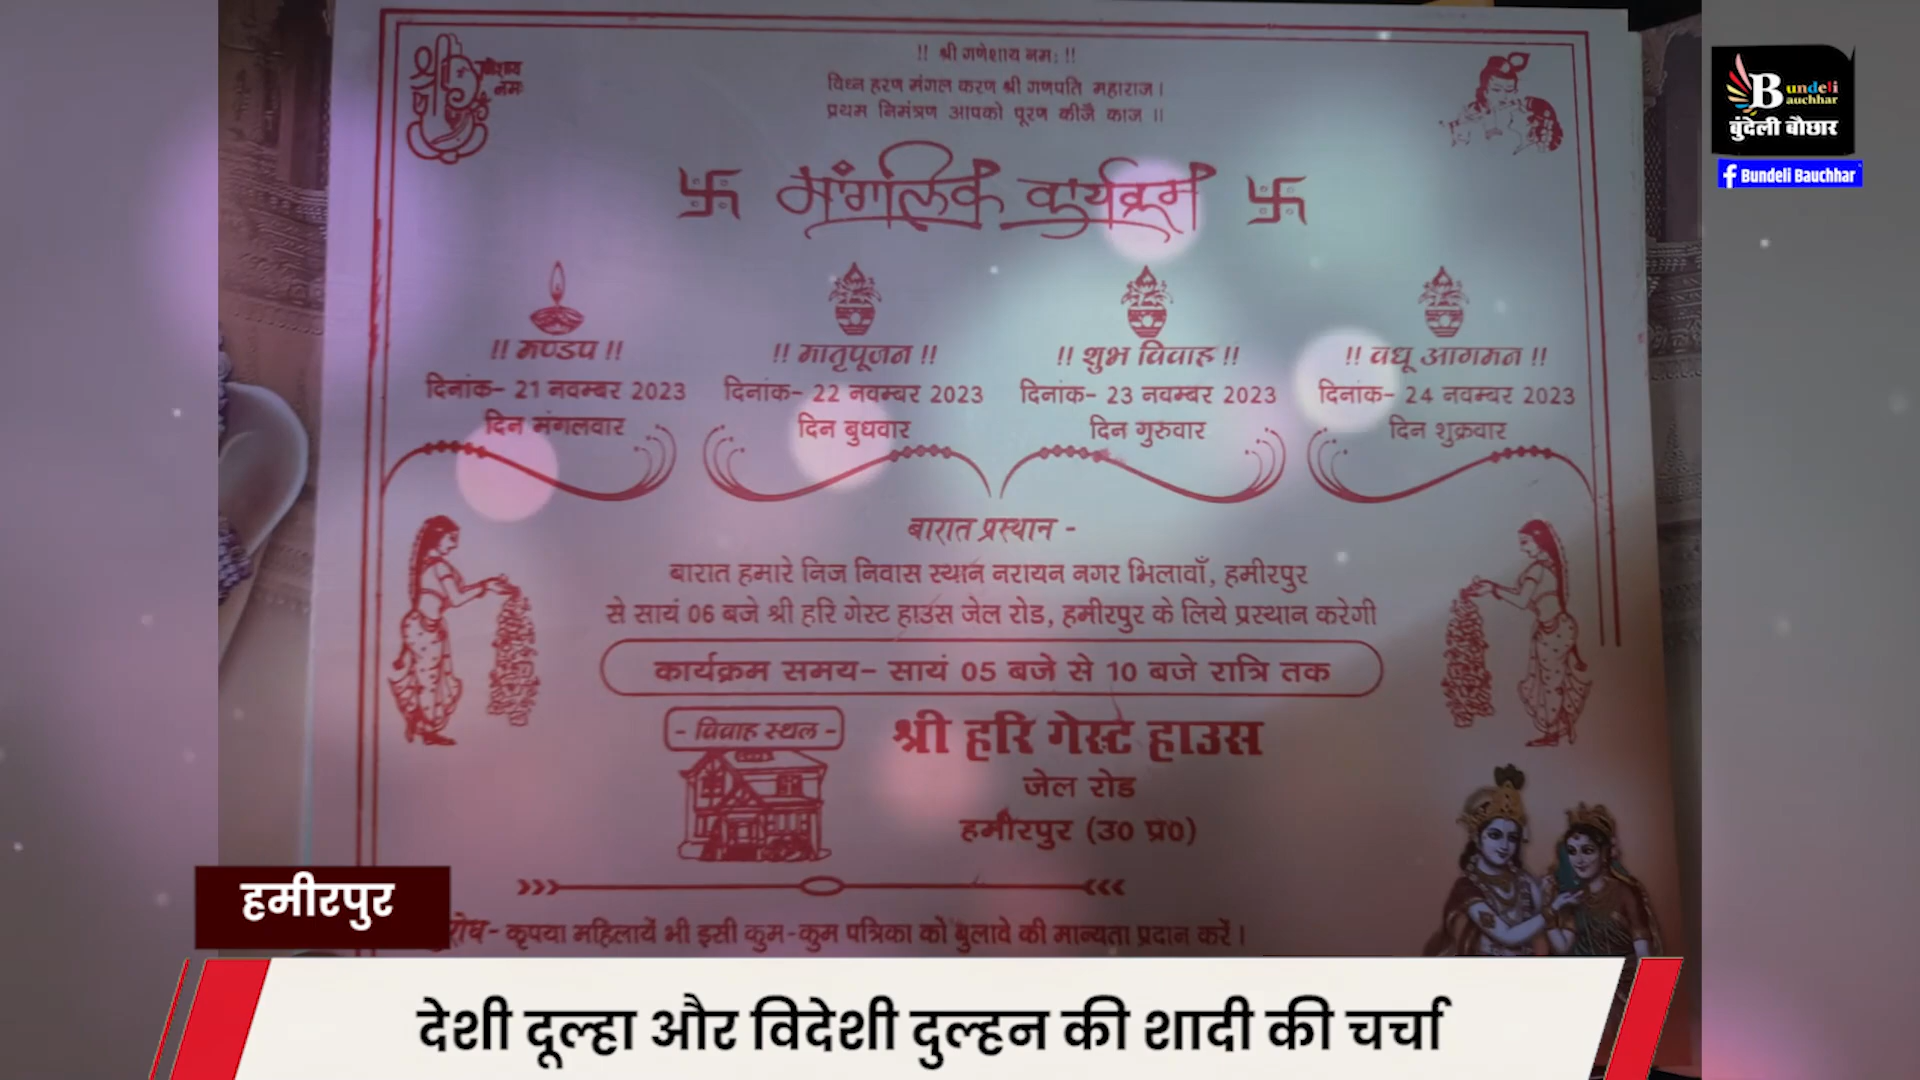 !! श्री गणेशाय नम: !!
विघ्न हरण मंगल करण श्री गणपति महाराज।
प्रथम निमंत्रण आपको पूरण कीजै काज ।।
मांगलिक कार्यक्रम
!! मण्डप !!
दिनांक- 21 नवम्बर 2023
दिन मंगलवार
!! मातृपूजन !!
दिनांक- 22 नवम्बर 2023
दिन बुधवार
!! शुभ विवाह !!
दिनांक- 23 नवम्बर 2023
दिन गुरुवार
!! वधू आगमन !!
दिनांक- 24 नवम्बर 2023
दिन शुक्रवार
बारात प्रस्थान -
बारात हमारे निज निवास स्थान नरायन नगर भिलावाँ, हमीरपुर
से सायं 06 बजे श्री हरि गेस्ट हाउस जेल रोड, हमीरपुर के लिये प्रस्थान करेगी
कार्यक्रम समय- सायं 05 बजे से 10 बजे रात्रि तक
- विवाह स्थल -
श्री हरि गेस्ट हाउस
जेल रोड
हमीरपुर (उ0 प्र0)
कृपया महिलायें भी इसी कुम-कुम पत्रिका को बुलावे की मान्यता प्रदान करें।
Bundeli
Bauchhar
बुंदेली बौछार
f Bundeli Bauchhar
हमीरपुर
देशी दूल्हा और विदेशी दुल्हन की शादी की चर्चा